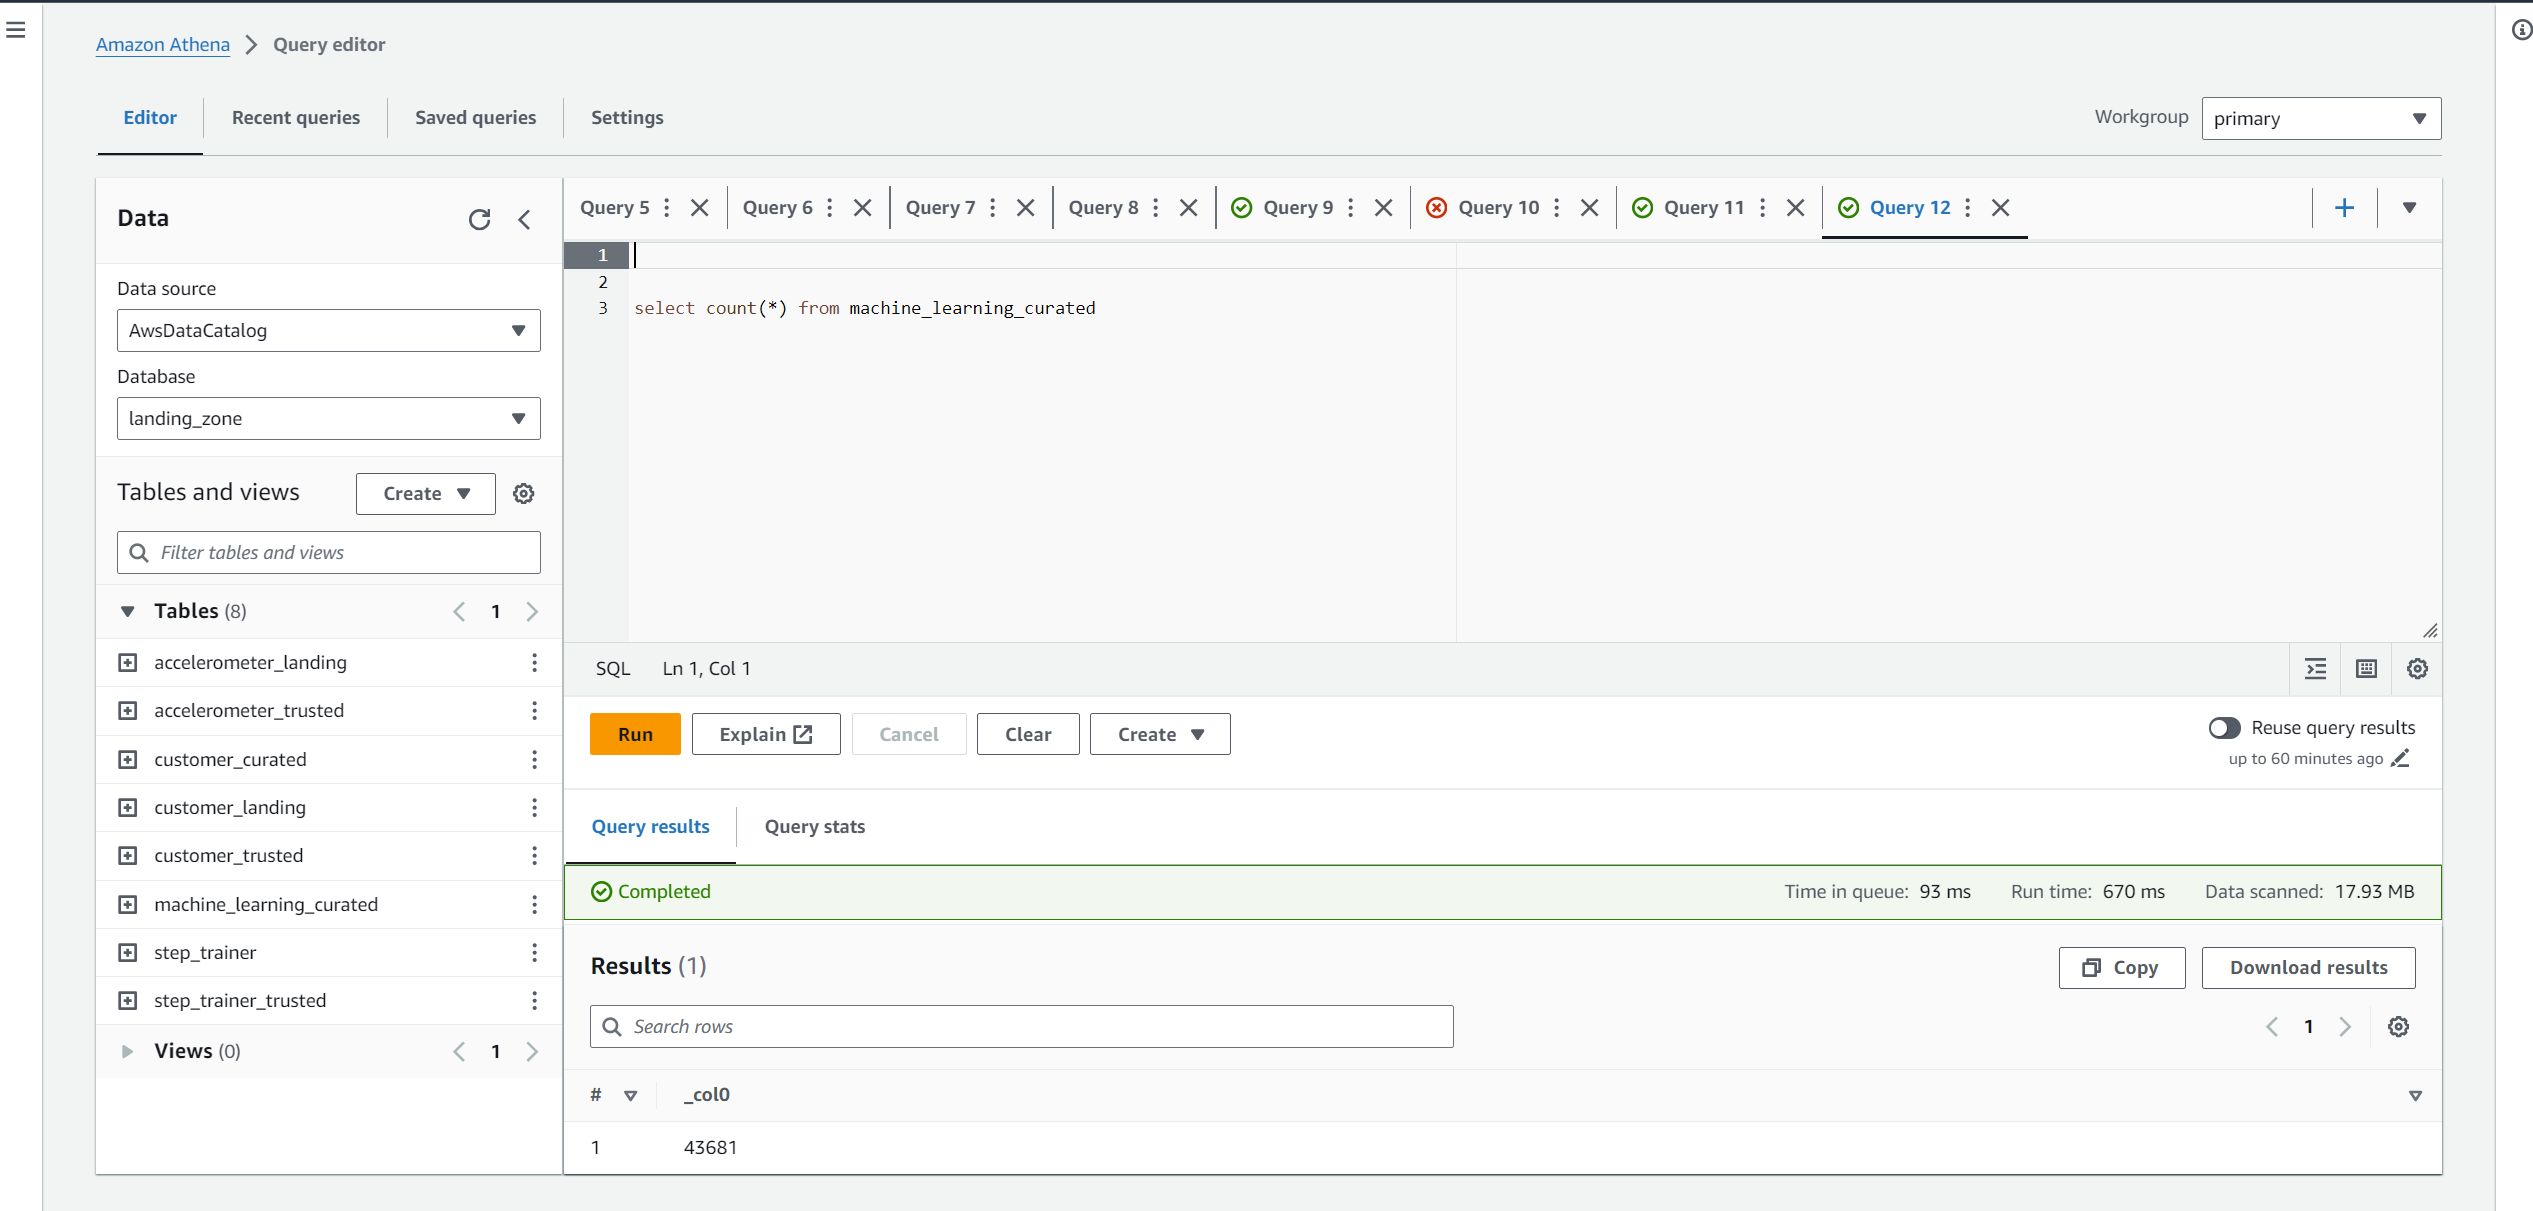 Amazon Athena > Query editor
Editor Recent queries Saved queries Settings
Workgroup primary
Data
Data source
AwsDataCatalog
Database
landing_zone
Tables and views Create
Filter tables and views
Tables (8) 1
accelerometer_landing
accelerometer_trusted
customer_curated
customer_landing
customer_trusted
machine_learning_curated
step_trainer
step_trainer_trusted
Views (0) 1
Query 5 Query 6 Query 7 Query 8 Query 9 Query 10 Query 11 Query 12
1
2
3 select count(*) from machine_learning_curated
SQL Ln 1, Col 1
Run Explain Cancel Clear Create
Reuse query results
up to 60 minutes ago
Query results Query stats
Completed Time in queue: 93 ms Run time: 670 ms Data scanned: 17.93 MB
Results (1) Copy Download results
Search rows 1
# _col0
1 43681